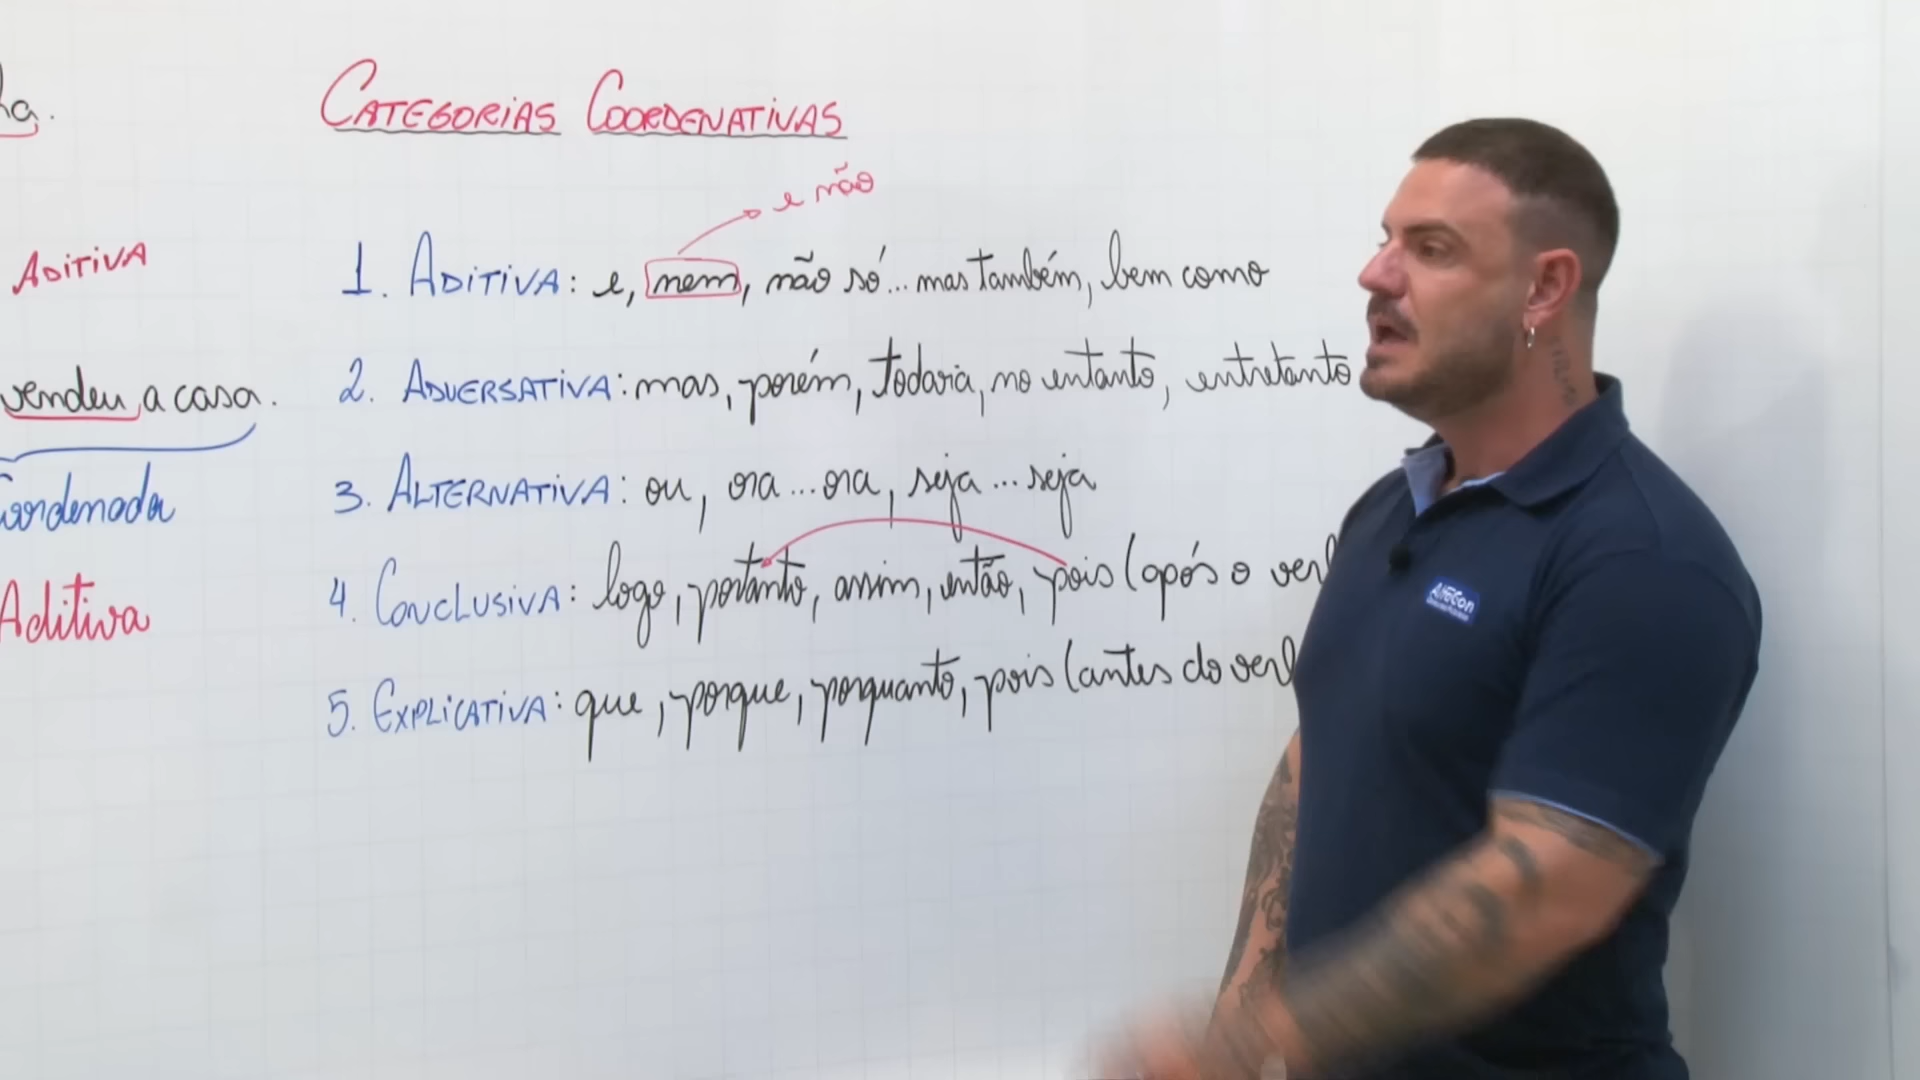 CATEGORIAS COORDENATIVAS
e não
ADITIVA
1. ADITIVA: e, nem, não só... mas também, bem como
vendeu a casa.
2. ADVERSATIVA: mas, porém, todavia, no entanto, entretanto
Coordenada
3. ALTERNATIVA: ou, ora...ora, seja...seja
Aditiva
4. CONCLUSIVA: logo, portanto, assim, então, pois (após o
5. EXPLICATIVA: que, porque, porquanto, pois (antes do
AlfaCon